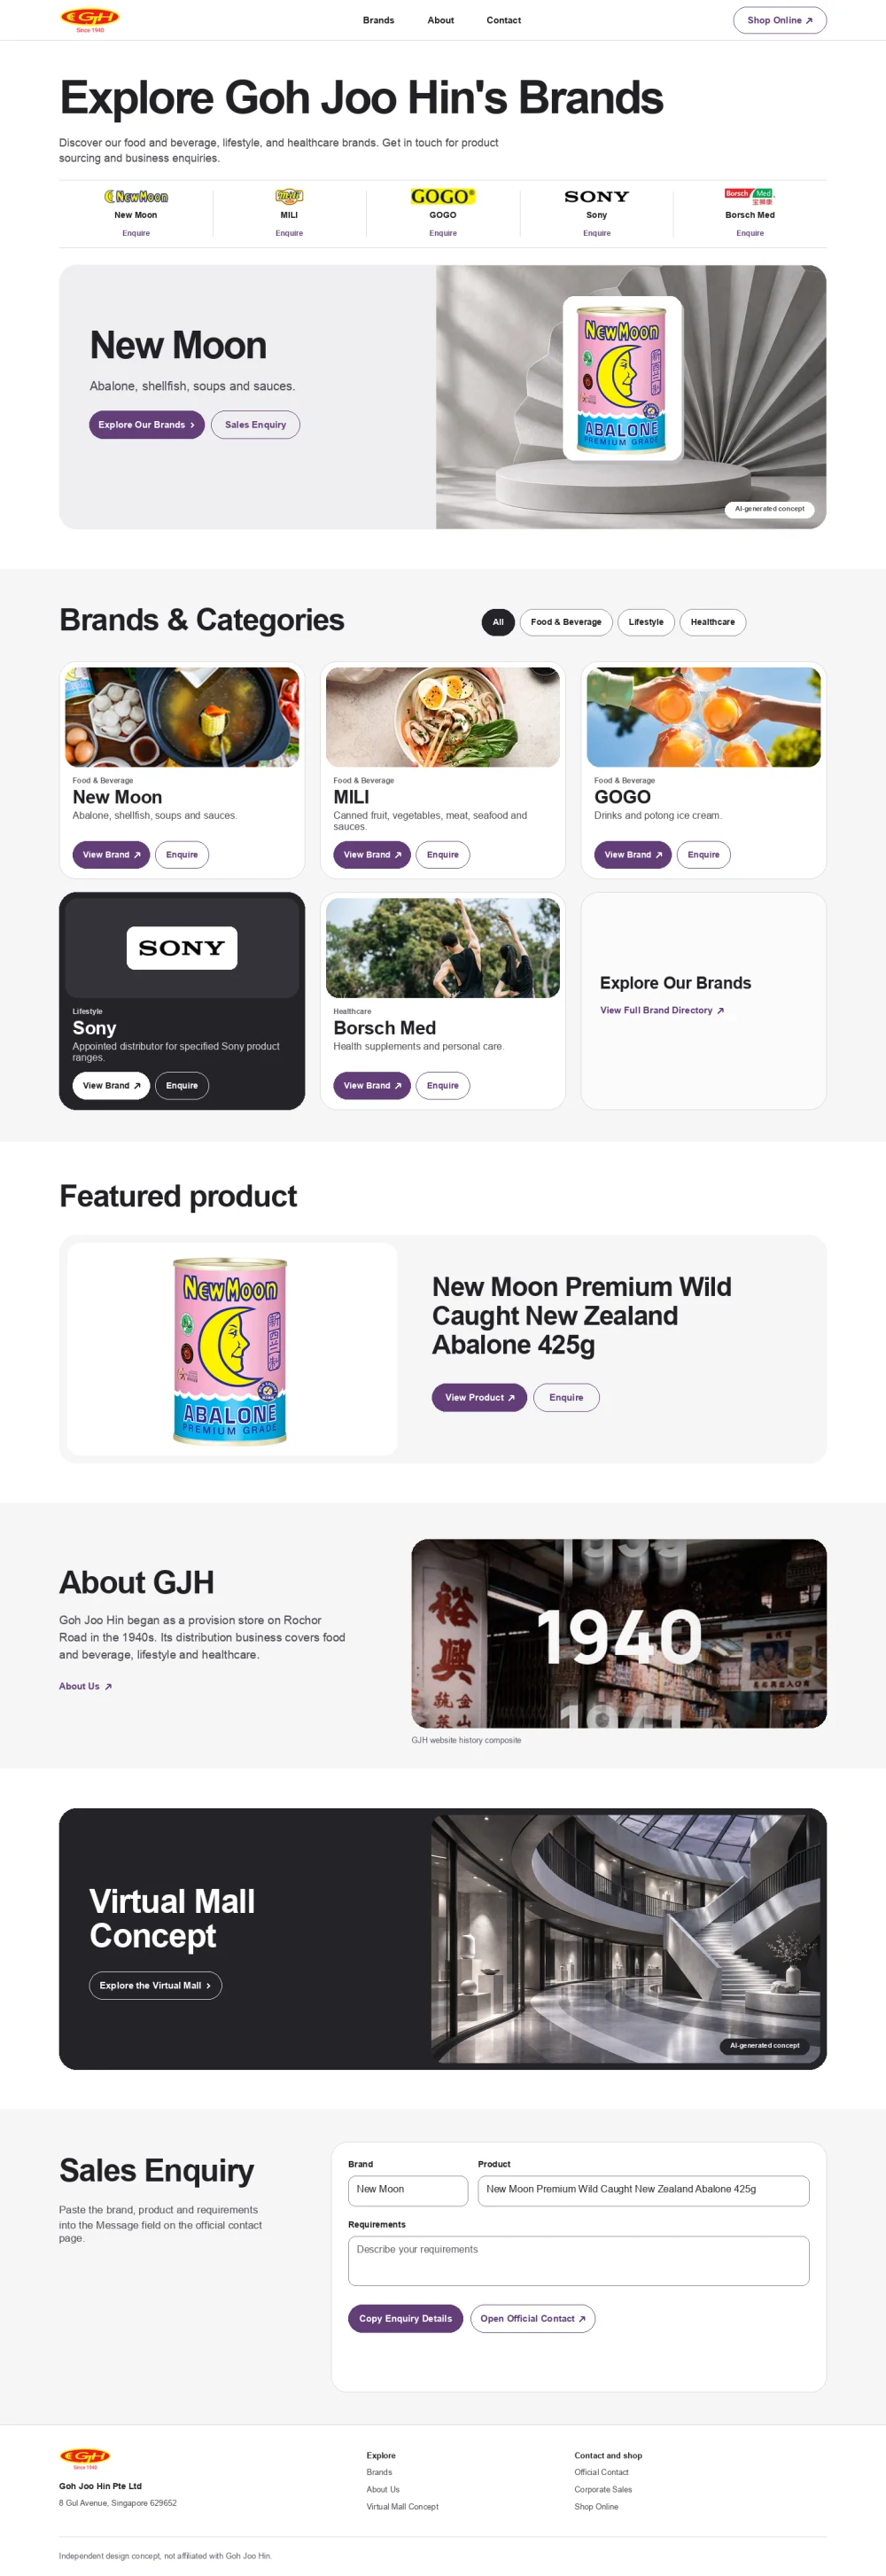 GJH
Since 1940
Brands
About
Contact
Shop Online
Explore Goh Joo Hin's Brands
Discover our food and beverage, lifestyle, and healthcare brands. Get in touch for product
sourcing and business enquiries.
NewMoon
New Moon
Enquire
mili
MILI
Enquire
GOGO
GOGO
Enquire
SONY
Sony
Enquire
Borsch Med
Borsch Med
Enquire
New Moon
Abalone, shellfish, soups and sauces.
Explore Our Brands
Sales Enquiry
NewMoon
ABALONE
PREMIUM GRADE
AI-generated concept
Brands & Categories
All
Food & Beverage
Lifestyle
Healthcare
Food & Beverage
New Moon
Abalone, shellfish, soups and sauces.
View Brand
Enquire
Food & Beverage
MILI
Canned fruit, vegetables, meat, seafood and
sauces.
View Brand
Enquire
Food & Beverage
GOGO
Drinks and potong ice cream.
View Brand
Enquire
SONY
Lifestyle
Sony
Appointed distributor for specified Sony product
ranges.
View Brand
Enquire
Healthcare
Borsch Med
Health supplements and personal care.
View Brand
Enquire
Explore Our Brands
View Full Brand Directory
Featured product
NewMoon
ABALONE
PREMIUM GRADE
New Moon Premium Wild
Caught New Zealand
Abalone 425g
View Product
Enquire
About GJH
Goh Joo Hin began as a provision store on Rochor
Road in the 1940s. Its distribution business covers food
and beverage, lifestyle and healthcare.
About Us
裕興
1940
1941
GJH website history composite
Virtual Mall
Concept
Explore the Virtual Mall
AI-generated concept
Sales Enquiry
Paste the brand, product and requirements
into the Message field on the official contact
page.
Brand
New Moon
Product
New Moon Premium Wild Caught New Zealand Abalone 425g
Requirements
Describe your requirements
Copy Enquiry Details
Open Official Contact
GJH
Since 1940
Goh Joo Hin Pte Ltd
8 Gul Avenue, Singapore 629652
Explore
Brands
About Us
Virtual Mall Concept
Contact and shop
Official Contact
Corporate Sales
Shop Online
Independent design concept, not affiliated with Goh Joo Hin.